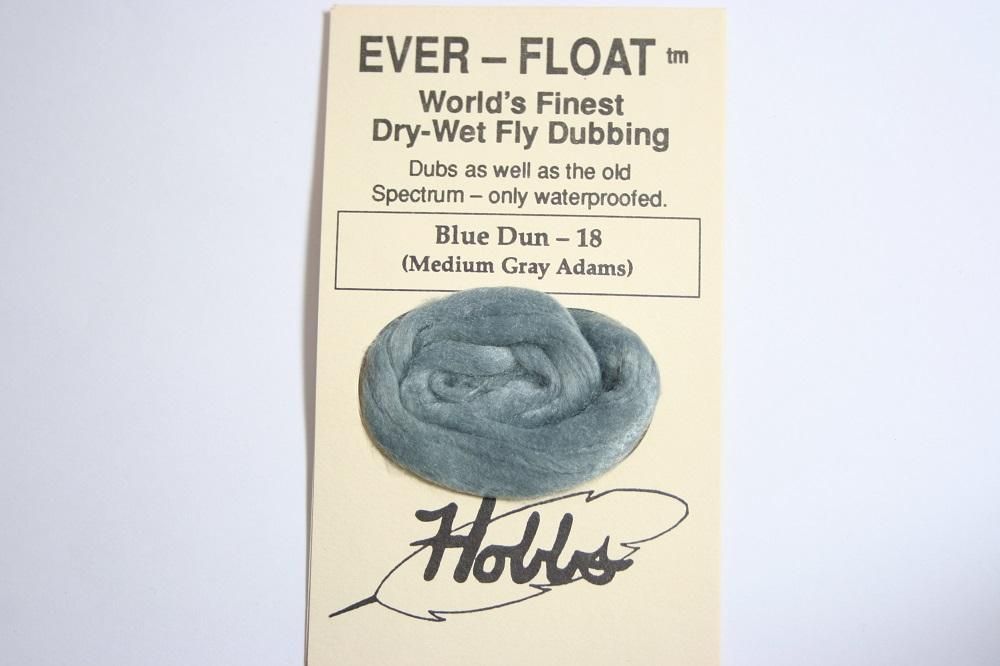 EVER – FLOAT tm
World's Finest
Dry-Wet Fly Dubbing
Dubs as well as the old
Spectrum – only waterproofed.
Blue Dun – 18
(Medium Gray Adams)
Hobbs